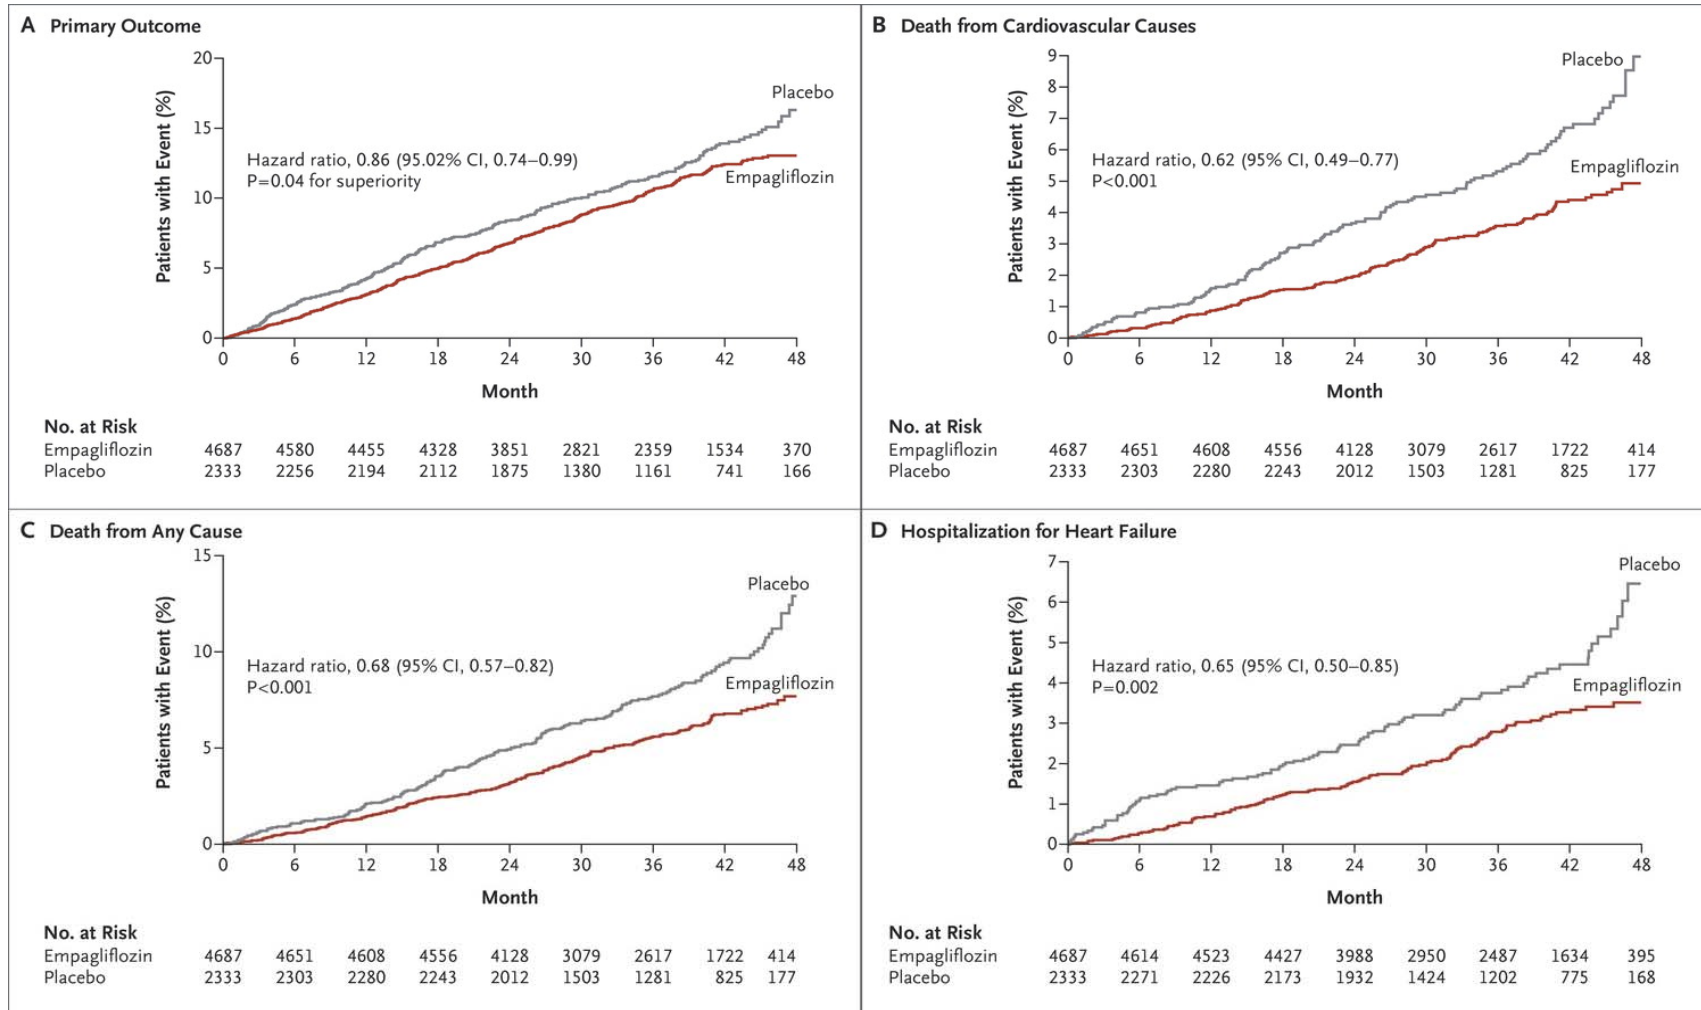 A Primary Outcome
20
15
10
5
0
Patients with Event (%)
Placebo
Hazard ratio, 0.86 (95.02% CI, 0.74–0.99)
P=0.04 for superiority
Empagliflozin
0 6 12 18 24 30 36 42 48
Month
No. at Risk
Empagliflozin 4687 4580 4455 4328 3851 2821 2359 1534 370
Placebo 2333 2256 2194 2112 1875 1380 1161 741 166
B Death from Cardiovascular Causes
9
8
7
6
5
4
3
2
1
0
Patients with Event (%)
Placebo
Hazard ratio, 0.62 (95% CI, 0.49–0.77)
P<0.001
Empagliflozin
0 6 12 18 24 30 36 42 48
Month
No. at Risk
Empagliflozin 4687 4651 4608 4556 4128 3079 2617 1722 414
Placebo 2333 2303 2280 2243 2012 1503 1281 825 177
C Death from Any Cause
15
10
5
0
Patients with Event (%)
Placebo
Hazard ratio, 0.68 (95% CI, 0.57–0.82)
P<0.001
Empagliflozin
0 6 12 18 24 30 36 42 48
Month
No. at Risk
Empagliflozin 4687 4651 4608 4556 4128 3079 2617 1722 414
Placebo 2333 2303 2280 2243 2012 1503 1281 825 177
D Hospitalization for Heart Failure
7
6
5
4
3
2
1
0
Patients with Event (%)
Placebo
Hazard ratio, 0.65 (95% CI, 0.50–0.85)
P=0.002
Empagliflozin
0 6 12 18 24 30 36 42 48
Month
No. at Risk
Empagliflozin 4687 4614 4523 4427 3988 2950 2487 1634 395
Placebo 2333 2271 2226 2173 1932 1424 1202 775 168